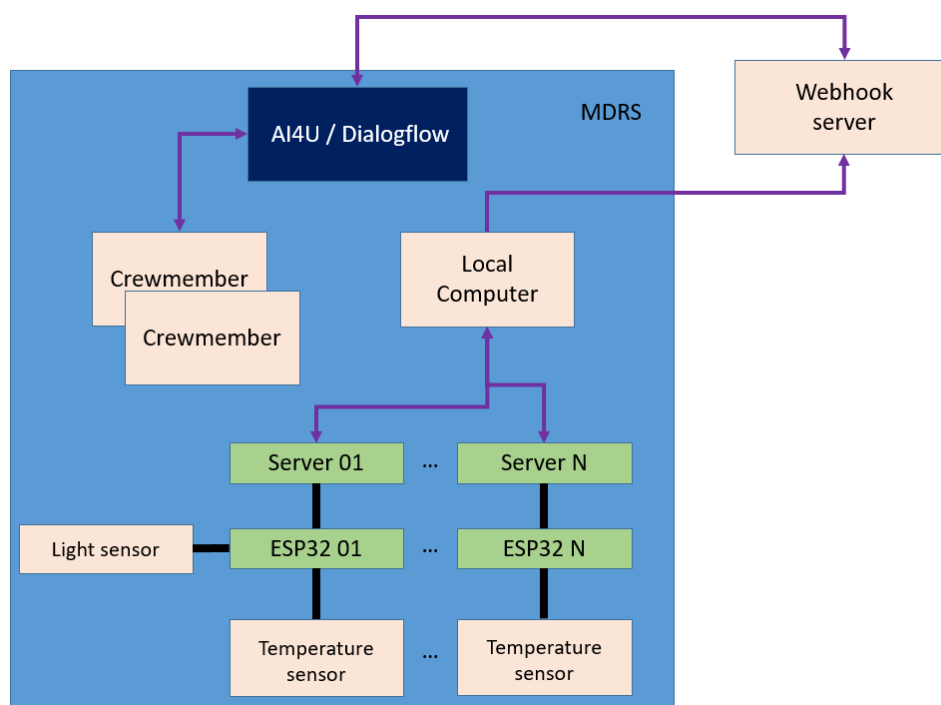 MDRS
Webhook
server
AI4U / Dialogflow
Crewmember
Crewmember
Local
Computer
Server 01
...
Server N
Light sensor
ESP32 01
...
ESP32 N
Temperature
sensor
...
Temperature
sensor